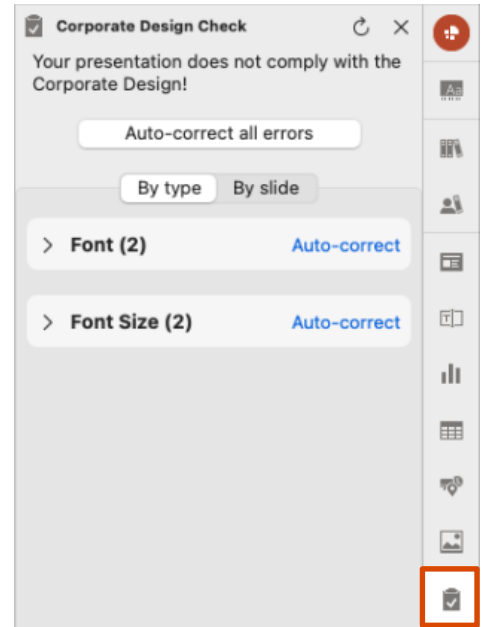 Corporate Design Check
Your presentation does not comply with the
Corporate Design!
Auto-correct all errors
By type By slide
Font (2) Auto-correct
Font Size (2) Auto-correct
Aa
T